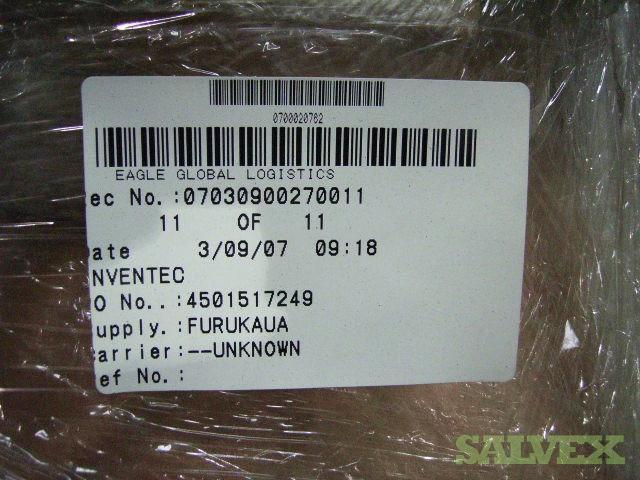 0700020782
EAGLE GLOBAL LOGISTICS
ec No.:07030900270011
11 OF 11
ate 3/09/07 09:18
NVENTEC
O No..:4501517249
upply.:FURUKAUA
arrier:--UNKNOWN
ef No.:
SALVEX